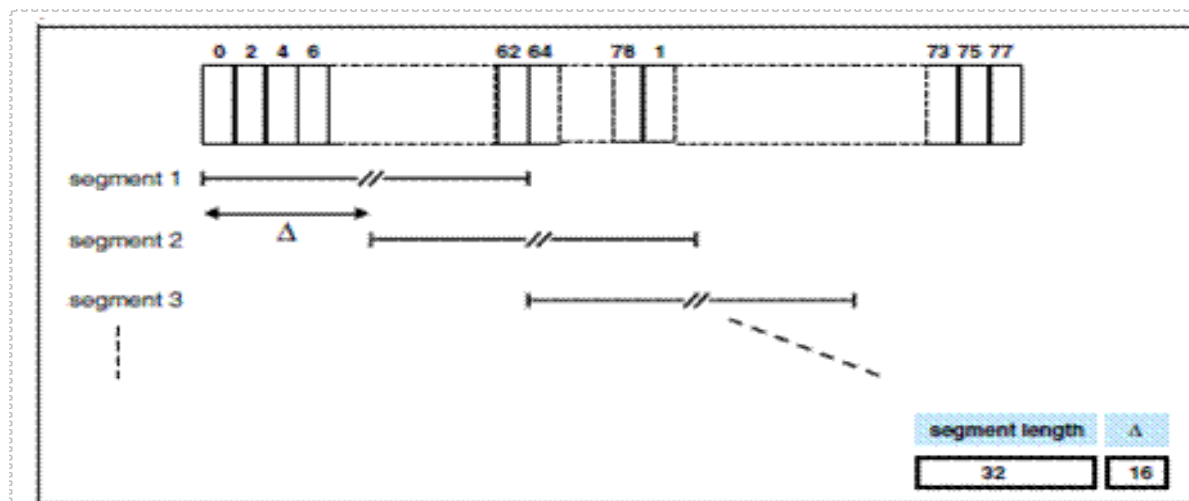 0 2 4 6 62 64 78 1 73 75 77
segment 1
Δ
segment 2
segment 3
segment length Δ
32 16